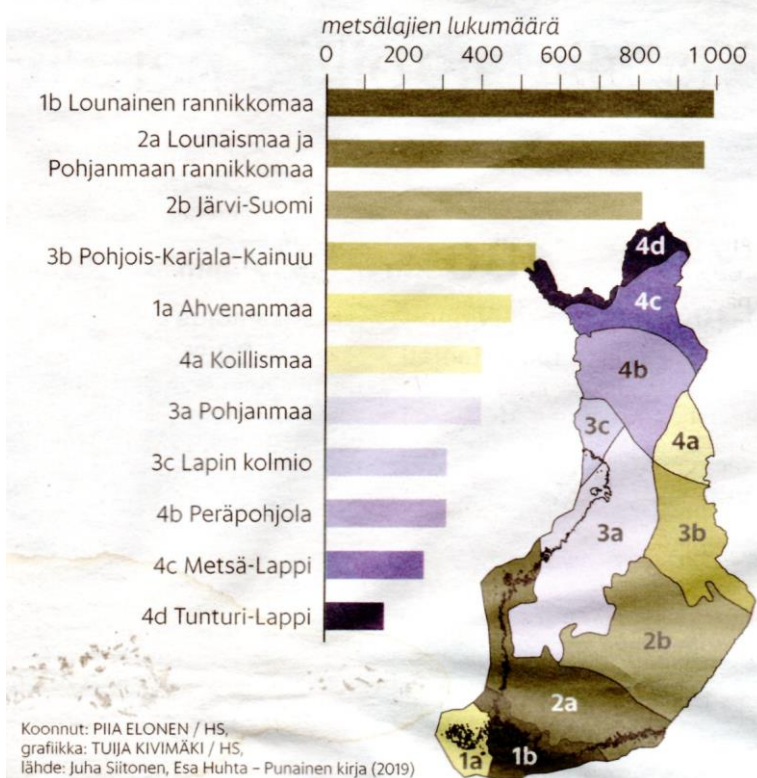 metsälajien lukumäärä
0 200 400 600 800 1 000
1b Lounainen rannikkomaa
2a Lounaismaa ja
Pohjanmaan rannikkomaa
2b Järvi-Suomi
3b Pohjois-Karjala–Kainuu
1a Ahvenanmaa
4a Koillismaa
3a Pohjanmaa
3c Lapin kolmio
4b Peräpohjola
4c Metsä-Lappi
4d Tunturi-Lappi
4d
4c
4b
3c
4a
3a
3b
2b
2a
1a
1b
Koonnut: PIIA ELONEN / HS,
grafiikka: TUIJA KIVIMÄKI / HS,
lähde: Juha Siitonen, Esa Huhta – Punainen kirja (2019)